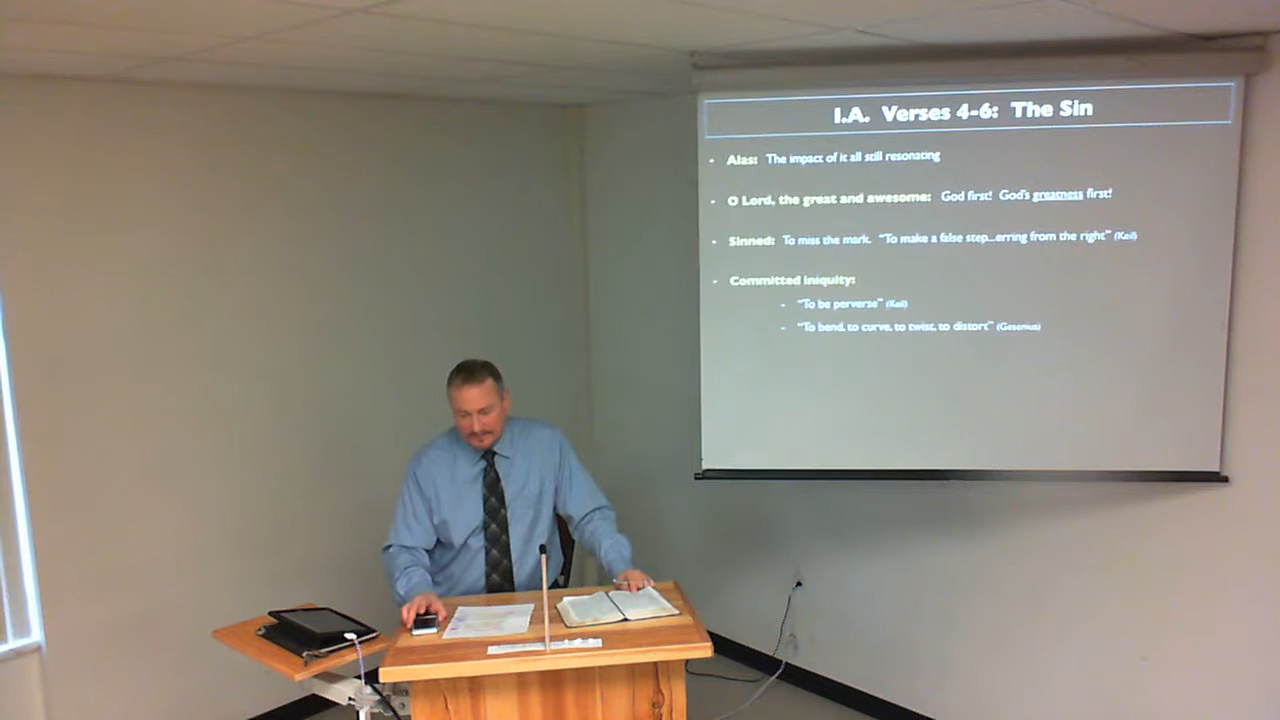 I.A. Verses 4-6: The Sin
• Alas: The impact of it all still resonating
• O Lord, the great and awesome: God first! God's greatness first!
• Sinned: To miss the mark. "To make a false step...erring from the right" (Keil)
• Committed iniquity:
- "To be perverse" (Keil)
- "To bend, to curve, to twist, to distort" (Gesenius)